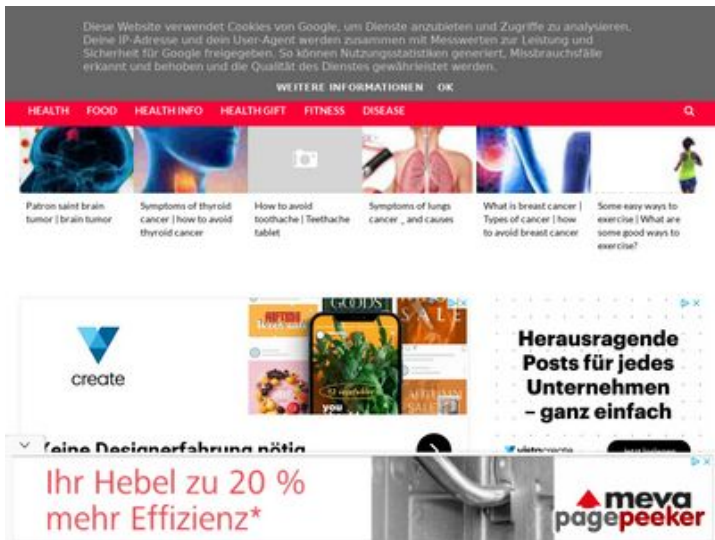 Diese Website verwendet Cookies von Google, um Dienste anzubieten und Zugriffe zu analysieren.
Deine IP-Adresse und dein User-Agent werden zusammen mit Messwerten zur Leistung und
Sicherheit für Google freigegeben. So können Nutzungsstatistiken generiert, Missbrauchsfälle
erkannt und behoben und die Qualität des Dienstes gewährleistet werden.
WEITERE INFORMATIONEN OK
HEALTH FOOD HEALTH INFO HEALTH GIFT FITNESS DISEASE
Patron saint brain
tumor | brain tumor
Symptoms of thyroid
cancer | how to avoid
thyroid cancer
How to avoid
toothache | Teethache
tablet
Symptoms of lungs
cancer _ and causes
What is breast cancer |
Types of cancer | how
to avoid breast cancer
Some easy ways to
exercise | What are
some good ways to
exercise?
create
GOODS
SALE
you
Keine Designerfahrung nötig
Herausragende
Posts für jedes
Unternehmen
– ganz einfach
vistacreate
Ihr Hebel zu 20 %
mehr Effizienz*
meva
pagepeeker